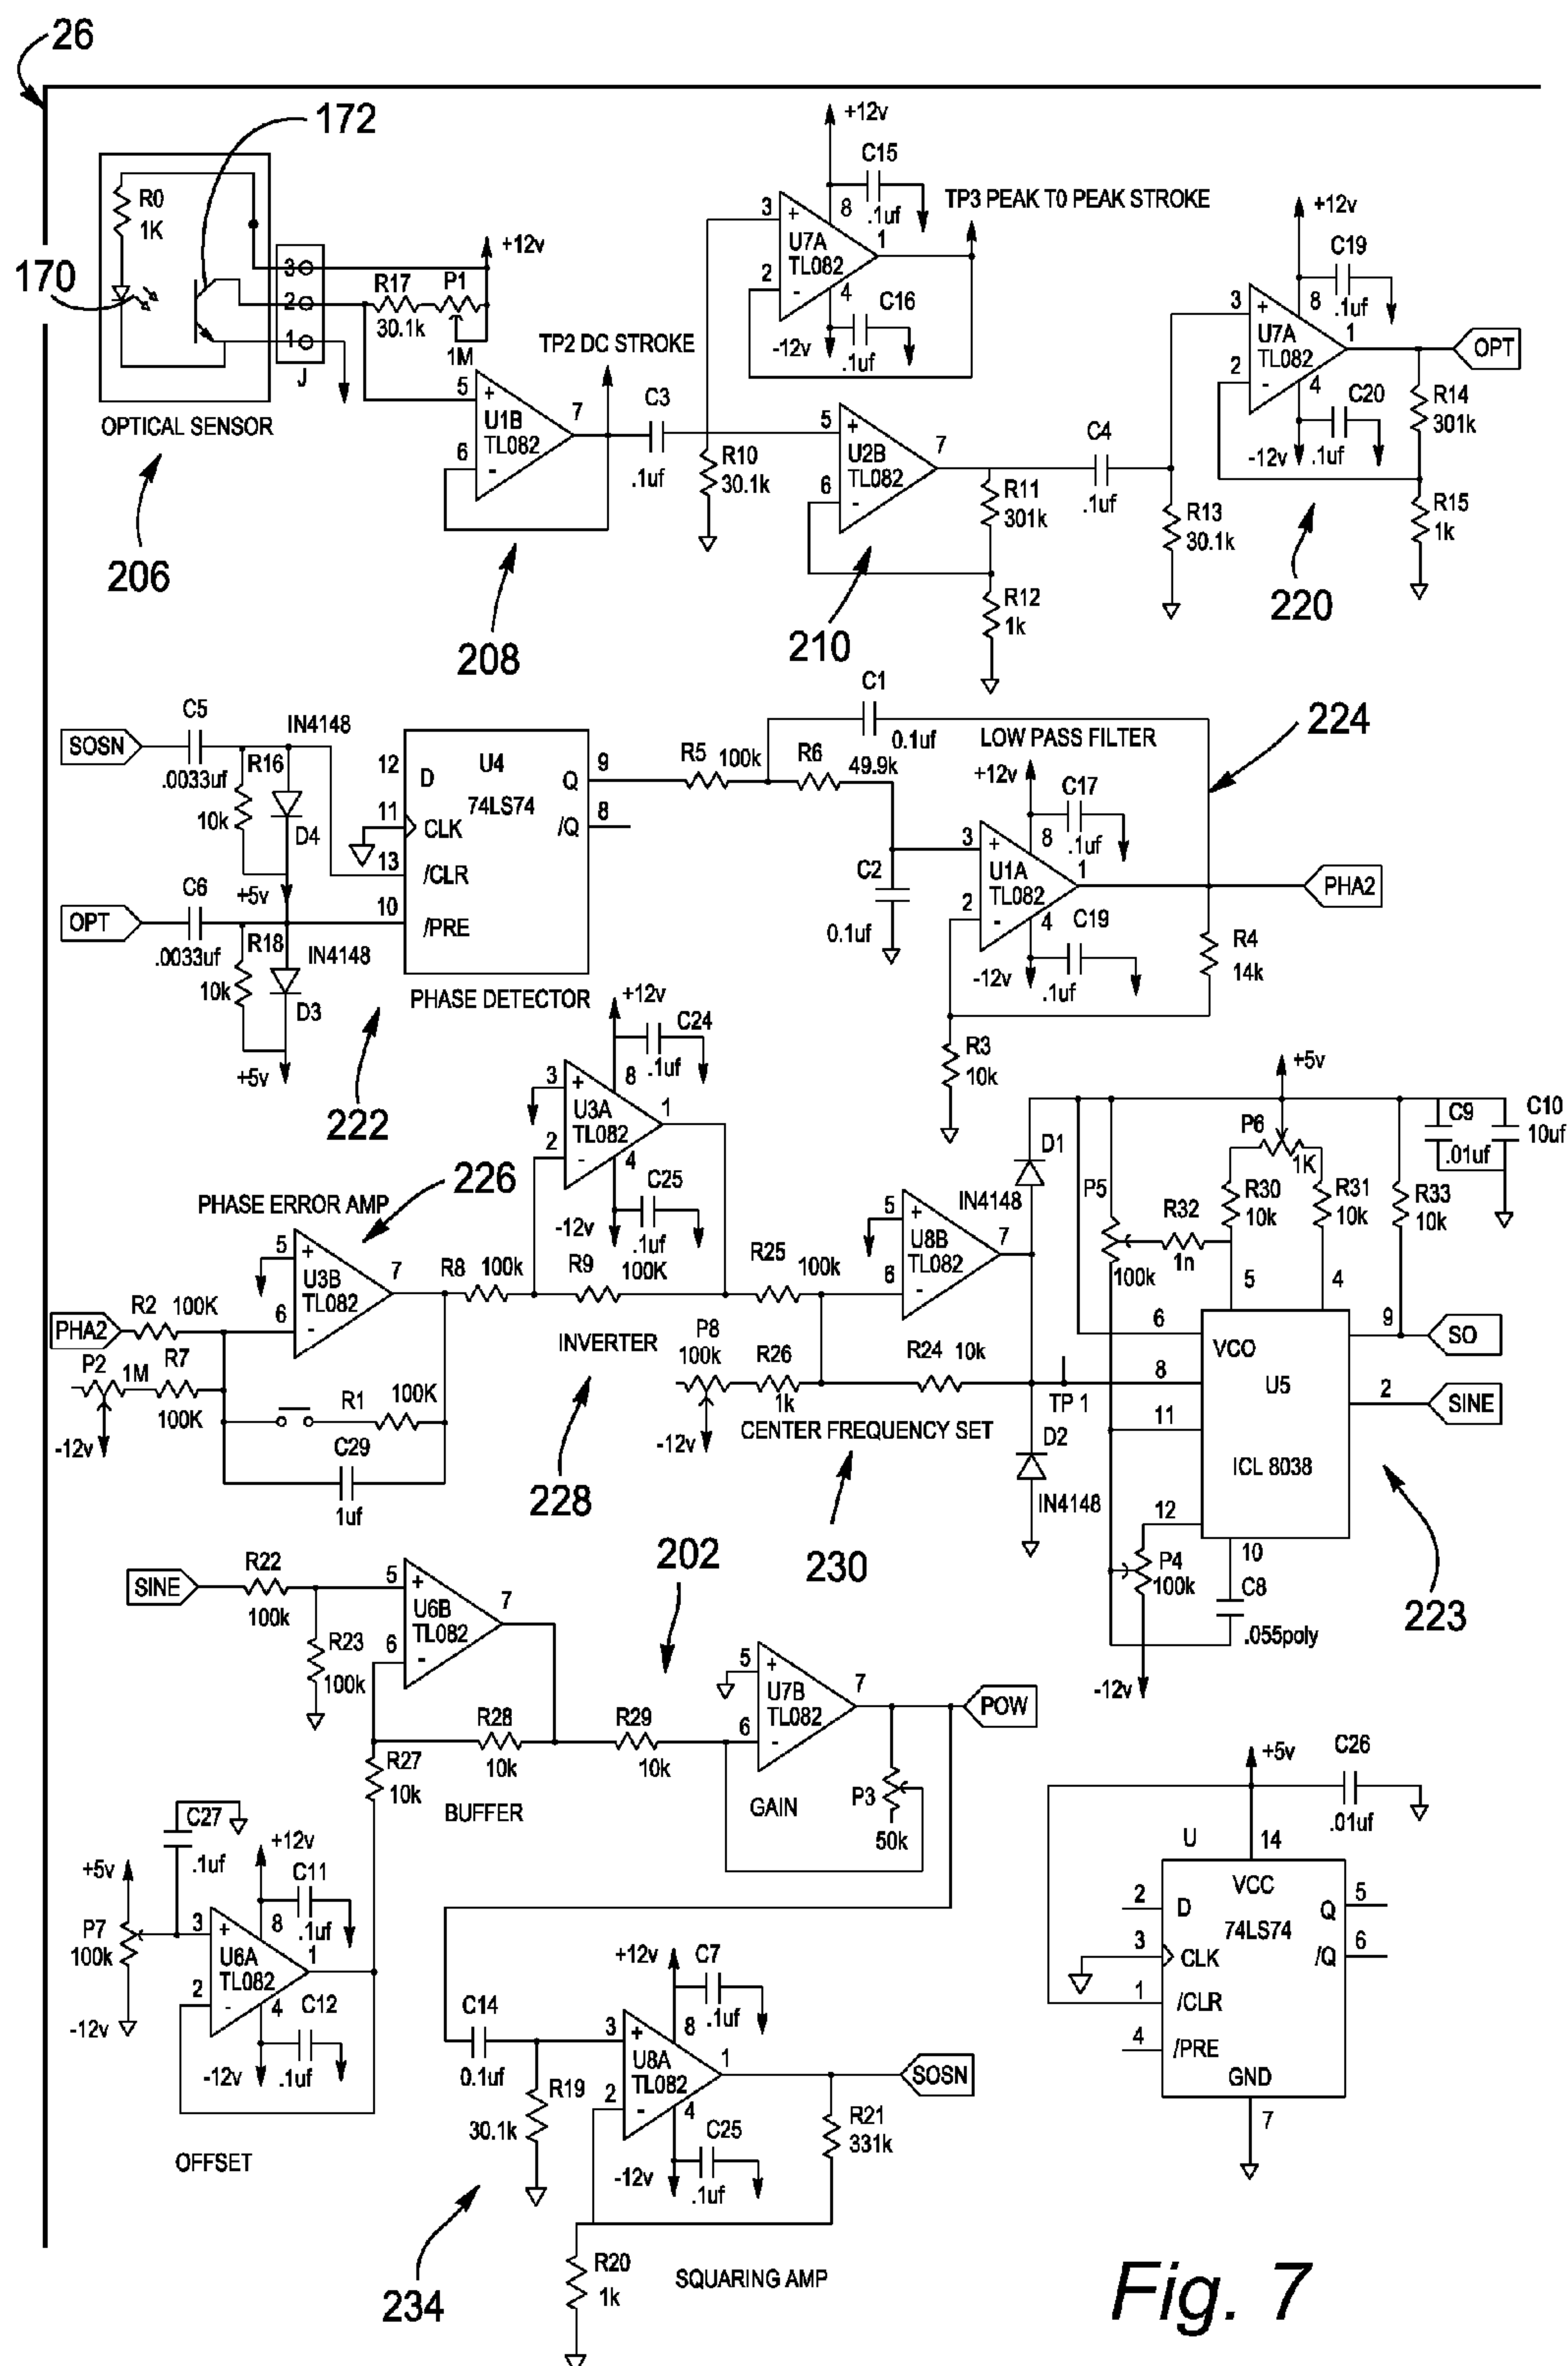 26
172
170
R0
1K
3
2
1
J
OPTICAL SENSOR
206
R17
30.1k
P1
1M
+12v
TP2 DC STROKE
5
+
U1B
TL082
6
-
7
208
C3
.1uf
R10
30.1k
+12v
C15
.1uf
TP3 PEAK TO PEAK STROKE
3
+
8
U7A
TL082
1
2
-
4
C16
-12v
.1uf
5
+
U2B
TL082
6
-
7
R11
301k
R12
1k
210
C4
.1uf
R13
30.1k
+12v
C19
.1uf
3
+
8
U7A
TL082
1
2
-
4
C20
-12v
.1uf
OPT
R14
301k
R15
1k
220
SOSN
C5
.0033uf
R16
10k
IN4148
D4
+5v
OPT
C6
.0033uf
R18
10k
IN4148
D3
+5v
12
D
U4
Q
9
74LS74
11
CLK
/Q
8
13
/CLR
10
/PRE
PHASE DETECTOR
222
R5
100k
R6
49.9k
C1
0.1uf
LOW PASS FILTER
224
+12v
C17
.1uf
3
+
8
U1A
TL082
1
2
-
4
C19
-12v
.1uf
C2
0.1uf
PHA2
R4
14k
R3
10k
+12v
C24
.1uf
3
+
8
U3A
TL082
1
2
-
4
C25
-12v
.1uf
PHASE ERROR AMP
226
5
+
U3B
TL082
6
-
7
PHA2
R2
100K
P2
1M
R7
100K
-12v
R1
100K
C29
1uf
R8
100k
R9
100K
INVERTER
228
R25
100k
P8
100k
R26
1k
-12v
CENTER FREQUENCY SET
230
5
+
U8B
TL082
6
-
7
R24
10k
D1
IN4148
TP 1
D2
IN4148
+5v
P6
1K
P5
100k
R32
1n
R30
10k
R31
10k
R33
10k
C9
.01uf
C10
10uf
5
4
6
VCO
9
SO
8
U5
2
SINE
11
ICL 8038
12
10
P4
100k
C8
.055poly
-12v
223
SINE
R22
100k
R23
100k
5
+
U6B
TL082
6
-
7
202
R28
10k
R29
10k
R27
10k
BUFFER
5
+
U7B
TL082
6
-
7
POW
P3
50k
GAIN
C27
.1uf
+5v
P7
100k
-12v
+12v
C11
.1uf
3
+
8
U6A
TL082
1
2
-
4
C12
-12v
.1uf
OFFSET
C14
0.1uf
R19
30.1k
+12v
C7
.1uf
3
+
8
U8A
TL082
1
2
-
4
C25
-12v
.1uf
SOSN
R21
331k
R20
1k
SQUARING AMP
234
+5v
C26
.01uf
U
14
VCC
2
D
Q
5
74LS74
3
CLK
/Q
6
1
/CLR
4
/PRE
GND
7
Fig. 7